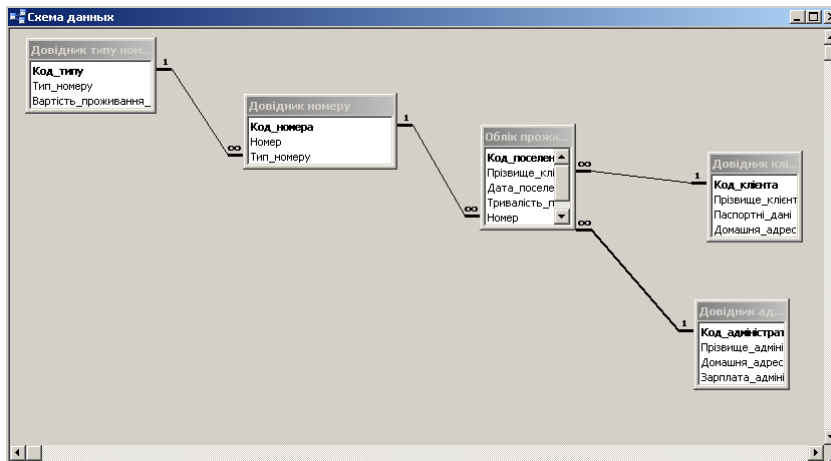 Схема данных
Довідник типу ном...
Код_типу
Тип_номеру
Вартість_проживання_
1
∞
Довідник номеру
Код_номера
Номер
Тип_номеру
1
∞
Облік прожи...
Код_поселен
Прізвище_клі
Дата_поселе
Тривалість_п
Номер
∞
1
Довідник клі...
Код_клієнта
Прізвище_клієнт
Паспортні_дані
Домашня_адрес
∞
1
Довідник ад...
Код_адміністрат
Прізвище_адміні
Домашня_адрес
Зарплата_адміні